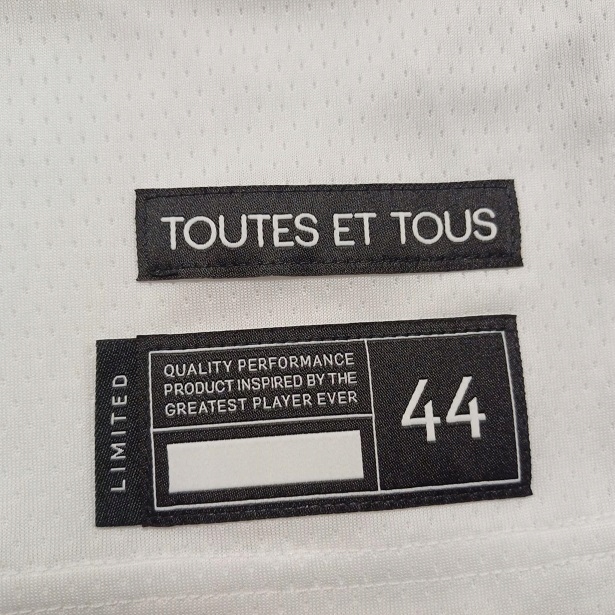 TOUTES ET TOUS
LIMITED
QUALITY PERFORMANCE
PRODUCT INSPIRED BY THE
GREATEST PLAYER EVER
44